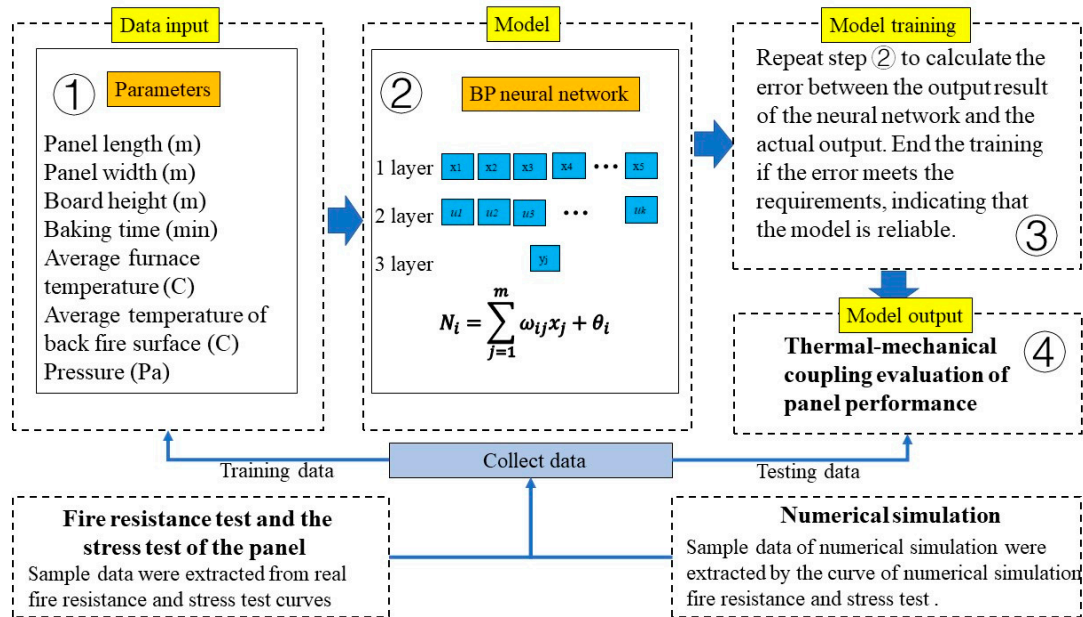 Data input
①
Parameters
Panel length (m)
Panel width (m)
Board height (m)
Baking time (min)
Average furnace
temperature (C)
Average temperature of
back fire surface (C)
Pressure (Pa)
Model
②
BP neural network
1 layer x1 x2 x3 x4 ••• x5
2 layer u1 u2 u3 ••• uk
3 layer yj
N_i = ∑_{j=1}^{m} ω_{ij}x_j + θ_i
Model training
Repeat step ② to calculate the
error between the output result
of the neural network and the
actual output. End the training
if the error meets the
requirements, indicating that
the model is reliable.
③
Model output
④
Thermal-mechanical
coupling evaluation of
panel performance
Training data
Collect data
Testing data
Fire resistance test and the
stress test of the panel
Sample data were extracted from real
fire resistance and stress test curves
Numerical simulation
Sample data of numerical simulation were
extracted by the curve of numerical simulation
fire resistance and stress test .